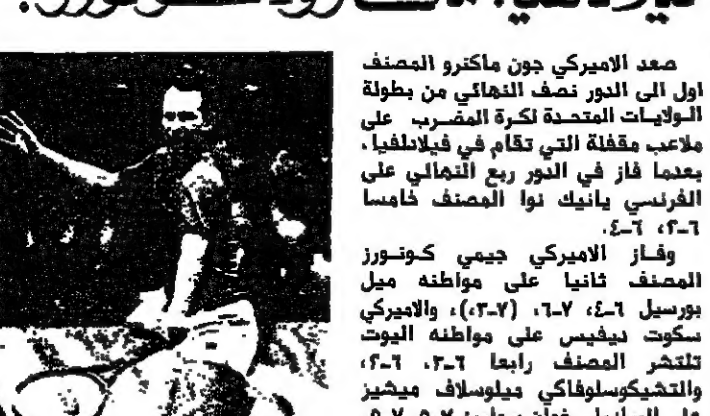 صعد الاميركي جون ماكنرو المصنف
اول الى الدور نصف النهائي من بطولة
الولايات المتحدة لكرة المضرب على
ملاعب مقفلة التي تقام في فيلادلفيا،
بعدما فاز في الدور ربع النهائي على
الفرنسي يانيك نوا المصنف خامسا
٦-٢، ٦-٤.
وفاز الاميركي جيمي كونورز
المصنف ثانيا على مواطنه ميل
بورسيل ٦-٤، ٧-٦، (٧-٣)، والاميركي
سكوت ديفيس على مواطنه اليوت
تلتشر المصنف رابعا ٦-٣، ٦-٢،
والتشيكوسلوفاكي ميلوسلاف ميشيز